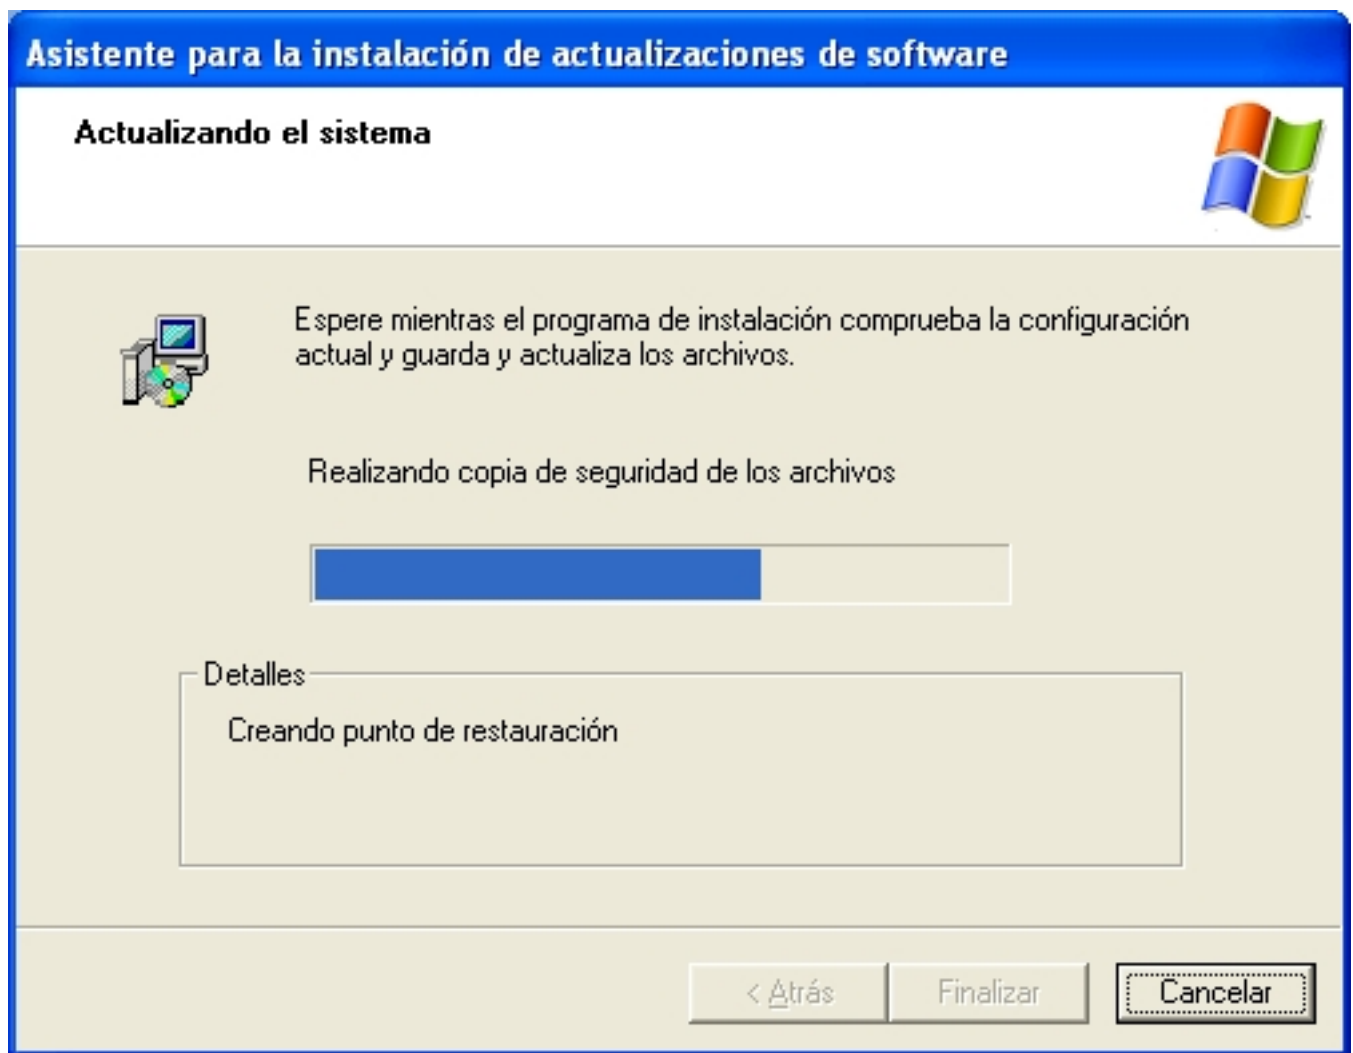 Asistente para la instalación de actualizaciones de software
Actualizando el sistema
Espere mientras el programa de instalación comprueba la configuración
actual y guarda y actualiza los archivos.
Realizando copia de seguridad de los archivos
Detalles
Creando punto de restauración
< Atrás
Finalizar
Cancelar